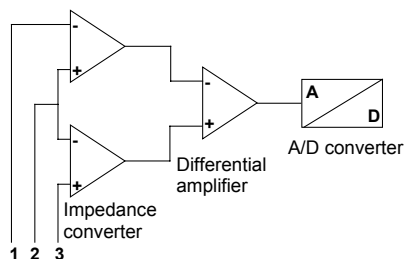 -
+
-
+
-
+
A
D
A/D converter
Differential
amplifier
Impedance
converter
1 2 3